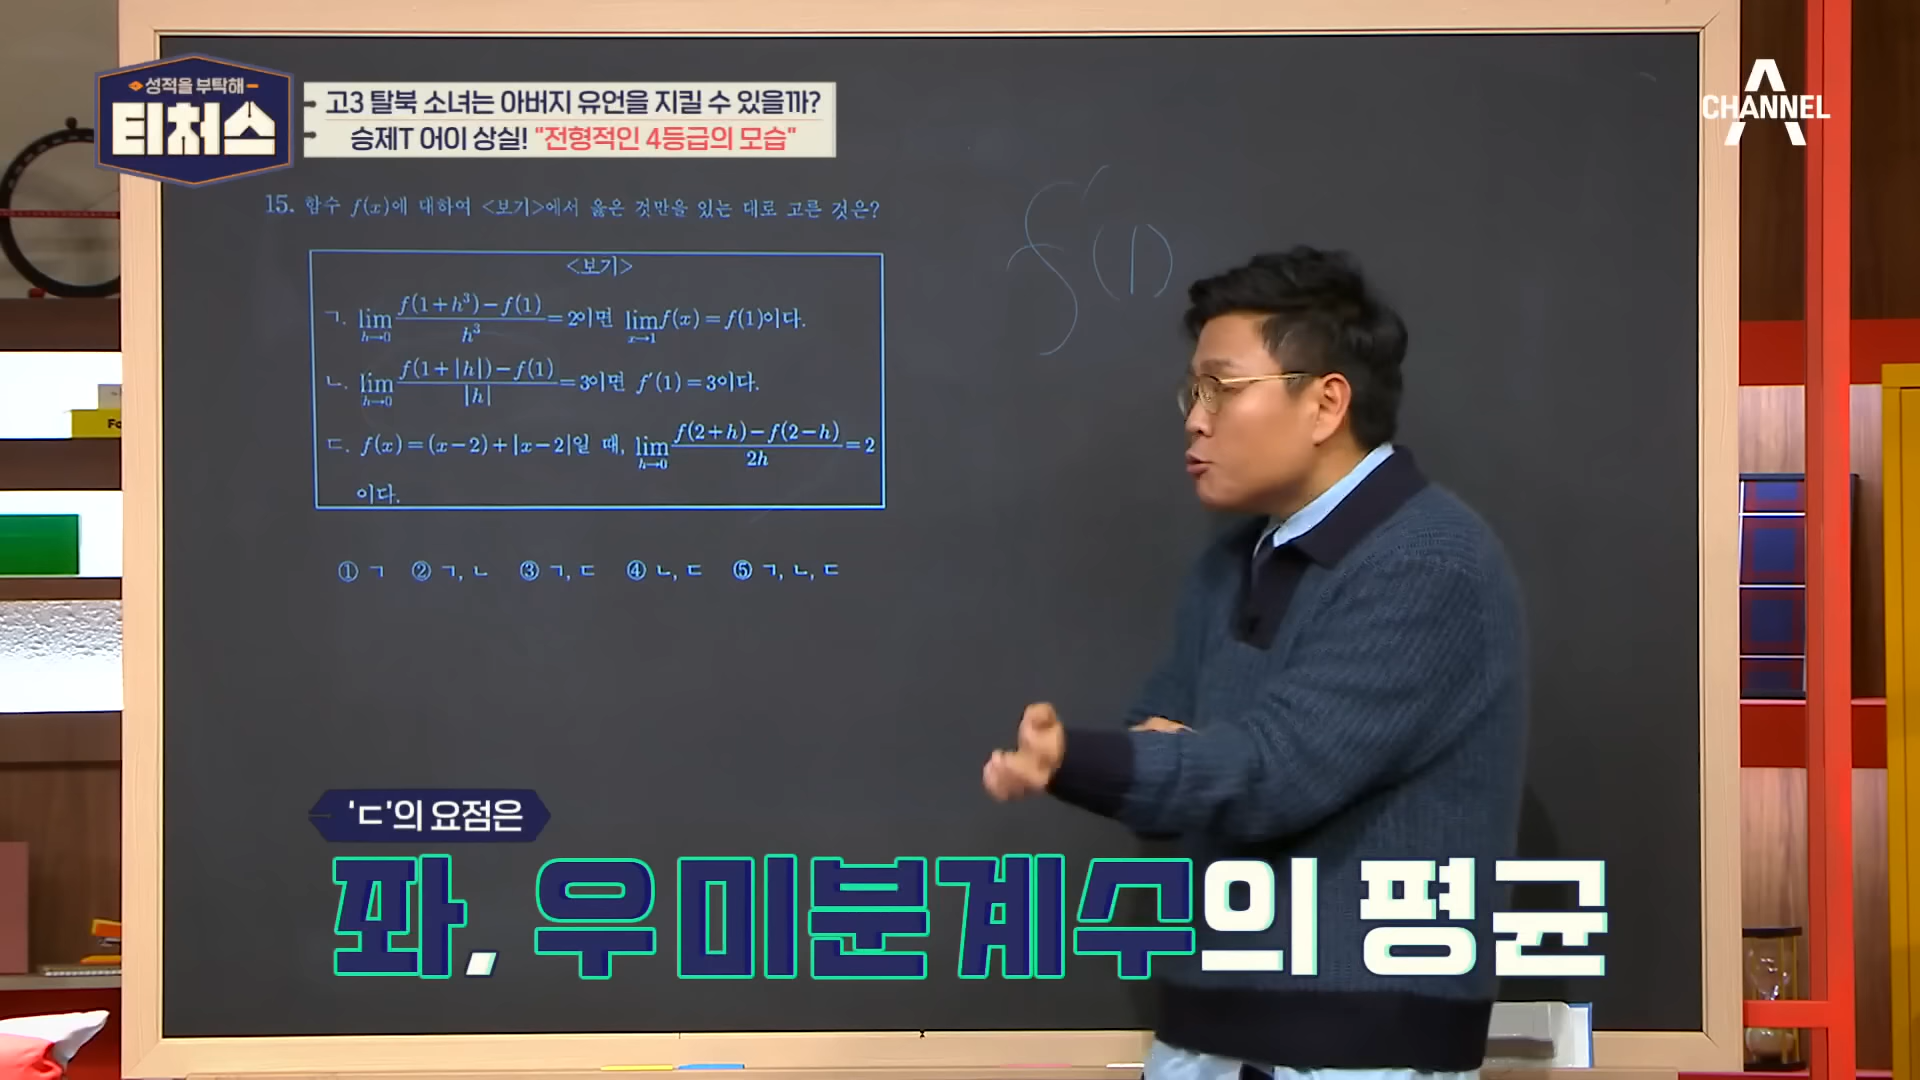 성적을 부탁해
티처스
고3 탈북 소녀는 아버지 유언을 지킬 수 있을까?
승제T 어이 상실! "전형적인 4등급의 모습"
CHANNEL A
15. 함수 f(x)에 대하여 <보기>에서 옳은 것만을 있는 대로 고른 것은?
<보기>
ㄱ. lim_{h→0} (f(1+h³)−f(1))/h³ = 2이면 lim_{x→1} f(x)=f(1)이다.
ㄴ. lim_{h→0} (f(1+|h|)−f(1))/|h| = 3이면 f′(1)=3이다.
ㄷ. f(x)=(x−2)+|x−2|일 때, lim_{h→0} (f(2+h)−f(2−h))/2h = 2
이다.
① ㄱ ② ㄱ, ㄴ ③ ㄱ, ㄷ ④ ㄴ, ㄷ ⑤ ㄱ, ㄴ, ㄷ
f′(1)
Fo
'ㄷ'의 요점은
좌, 우미분계수의 평균